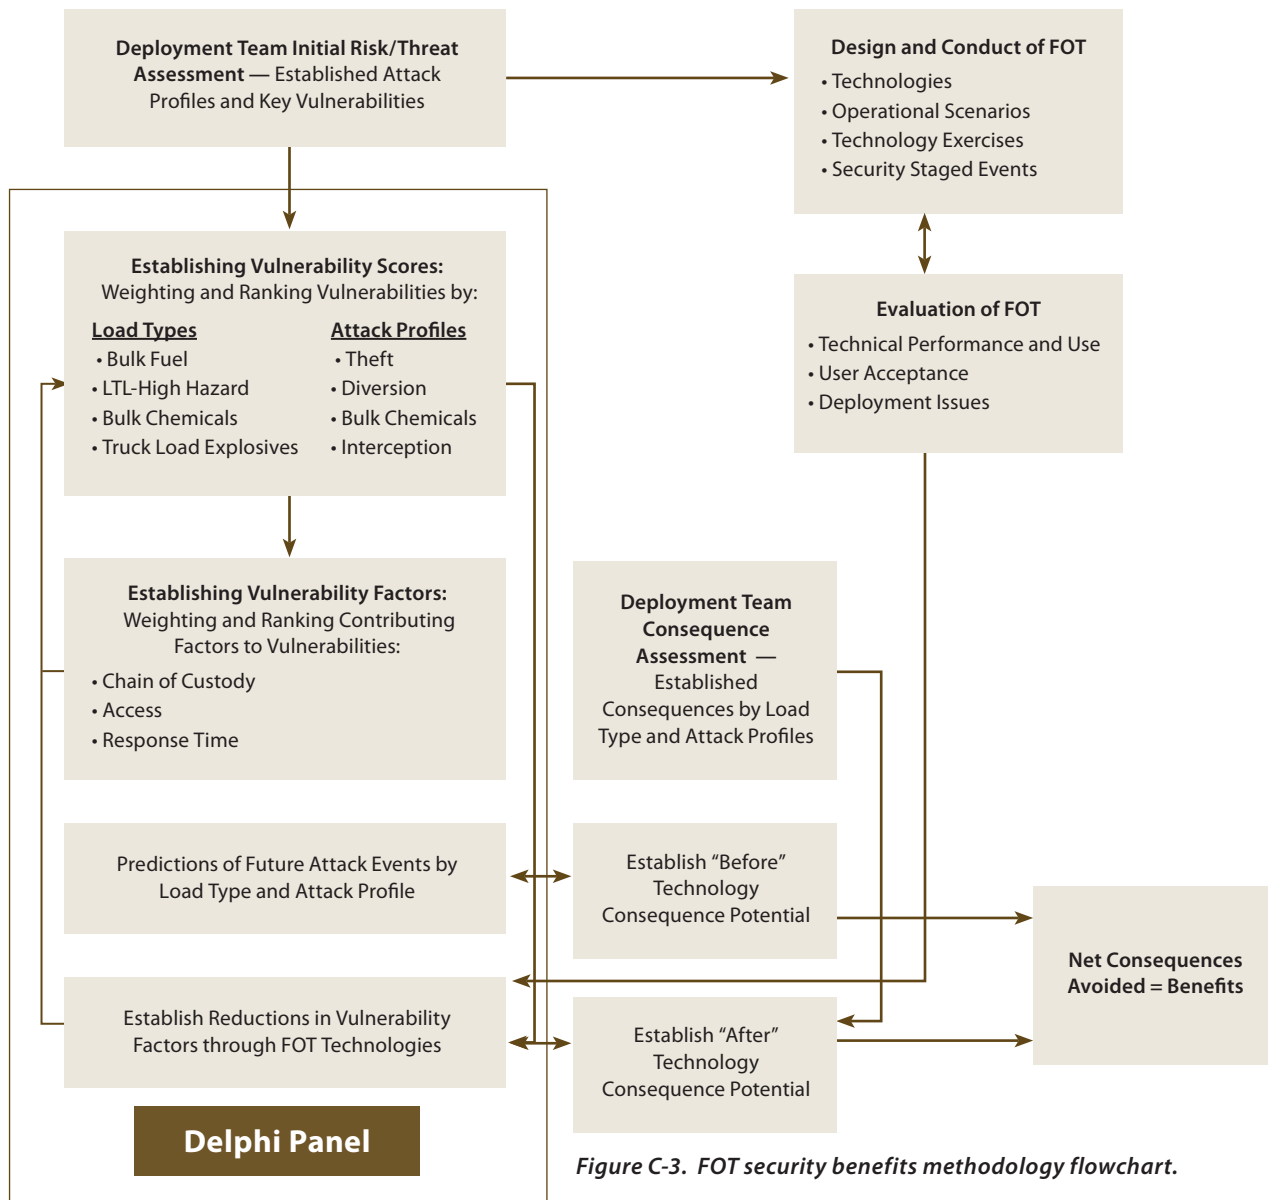 Deployment Team Initial Risk/Threat
Assessment — Established Attack
Profiles and Key Vulnerabilities
Design and Conduct of FOT
• Technologies
• Operational Scenarios
• Technology Exercises
• Security Staged Events
Establishing Vulnerability Scores:
Weighting and Ranking Vulnerabilities by:
Load Types
• Bulk Fuel
• LTL-High Hazard
• Bulk Chemicals
• Truck Load Explosives
Attack Profiles
• Theft
• Diversion
• Bulk Chemicals
• Interception
Evaluation of FOT
• Technical Performance and Use
• User Acceptance
• Deployment Issues
Establishing Vulnerability Factors:
Weighting and Ranking Contributing
Factors to Vulnerabilities:
• Chain of Custody
• Access
• Response Time
Deployment Team
Consequence
Assessment —
Established
Consequences by Load
Type and Attack Profiles
Predictions of Future Attack Events by
Load Type and Attack Profile
Establish “Before”
Technology
Consequence Potential
Net Consequences
Avoided = Benefits
Establish Reductions in Vulnerability
Factors through FOT Technologies
Establish “After”
Technology
Consequence Potential
Delphi Panel
Figure C-3. FOT security benefits methodology flowchart.